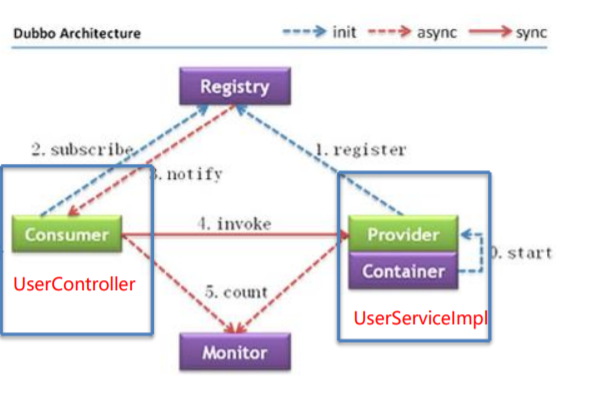 Dubbo Architecture
init
async
sync
Registry
2. subscribe
1. register
3. notify
Consumer
4. invoke
Provider
0. start
Container
UserController
5. count
UserServiceImpl
Monitor